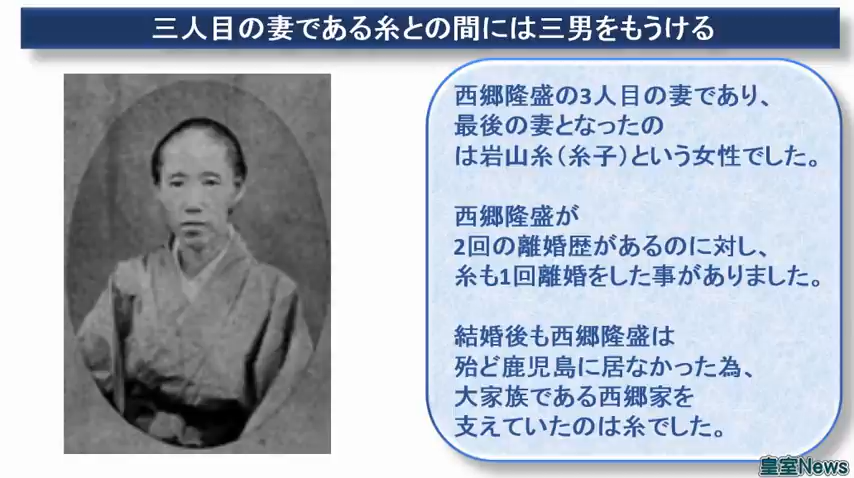 三人目の妻である糸との間には三男をもうける
西郷隆盛の3人目の妻であり、
最後の妻となったの
は岩山糸（糸子）という女性でした。
西郷隆盛が
2回の離婚歴があるのに対し、
糸も1回離婚をした事がありました。
結婚後も西郷隆盛は
殆ど鹿児島に居なかった為、
大家族である西郷家を
支えていたのは糸でした。
皇室News